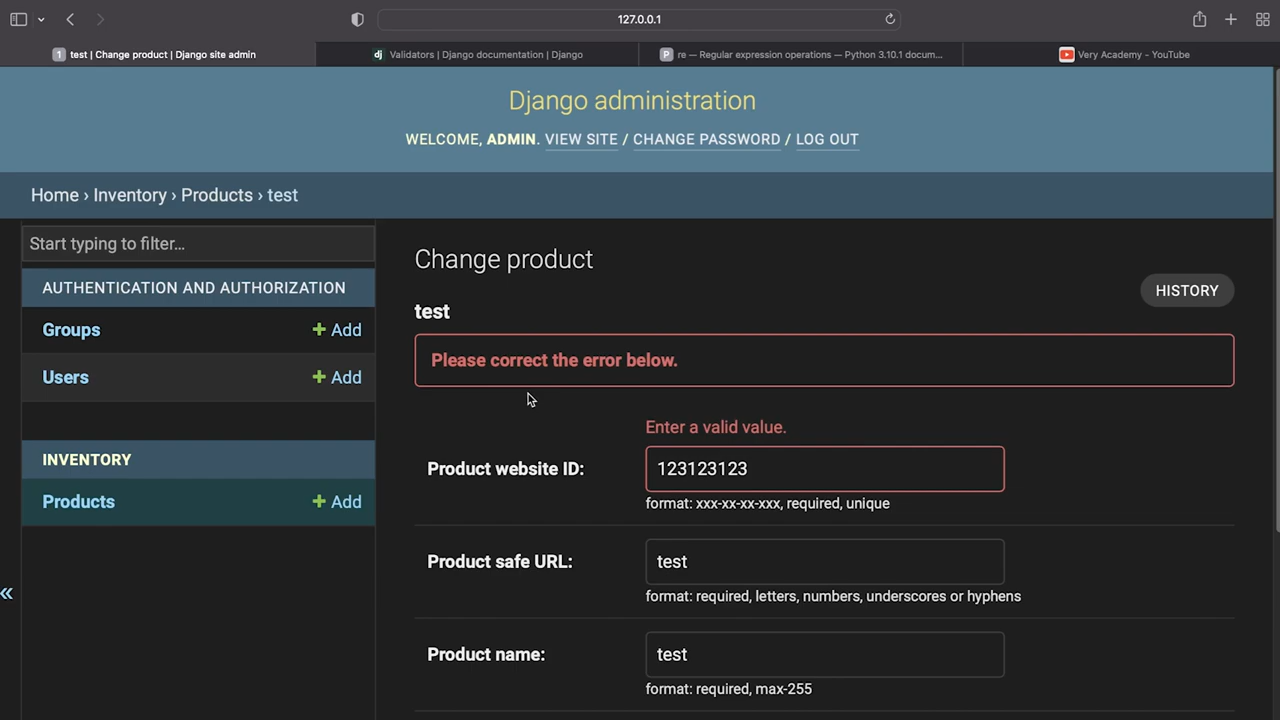 127.0.0.1
1 test | Change product | Django site admin
dj Validators | Django documentation | Django
P re — Regular expression operations — Python 3.10.1 docum...
Very Academy - YouTube
Django administration
WELCOME, ADMIN. VIEW SITE / CHANGE PASSWORD / LOG OUT
Home › Inventory › Products › test
Start typing to filter...
AUTHENTICATION AND AUTHORIZATION
Groups + Add
Users + Add
INVENTORY
Products + Add
«
Change product
HISTORY
test
Please correct the error below.
Enter a valid value.
Product website ID: 123123123
format: xxx-xx-xx-xxx, required, unique
Product safe URL: test
format: required, letters, numbers, underscores or hyphens
Product name: test
format: required, max-255